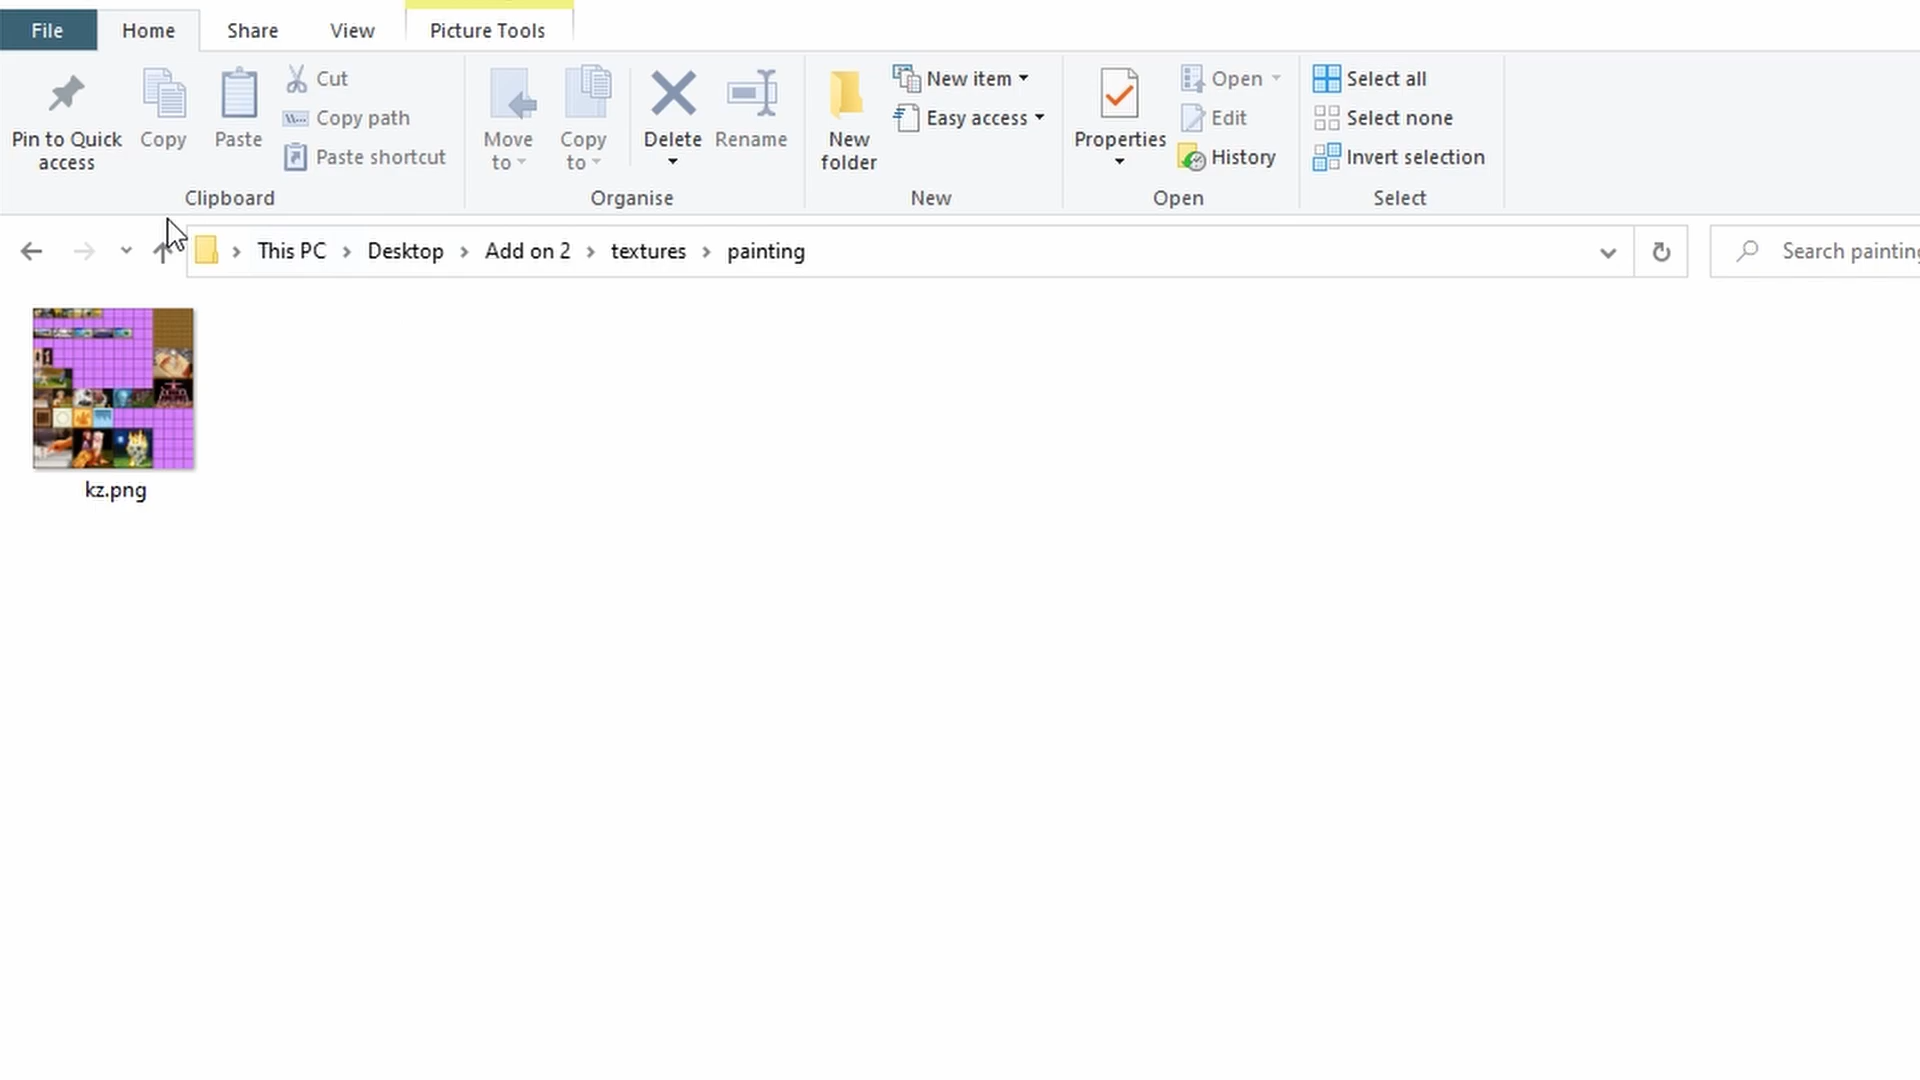 File
Home
Share
View
Picture Tools
Pin to Quick
access
Copy
Paste
Cut
Copy path
Paste shortcut
Clipboard
Move
to
Copy
to
Delete
Rename
Organise
New
folder
New item
Easy access
New
Properties
Open
Edit
History
Open
Select all
Select none
Invert selection
Select
This PC
Desktop
Add on 2
textures
painting
Search painting
kz.png